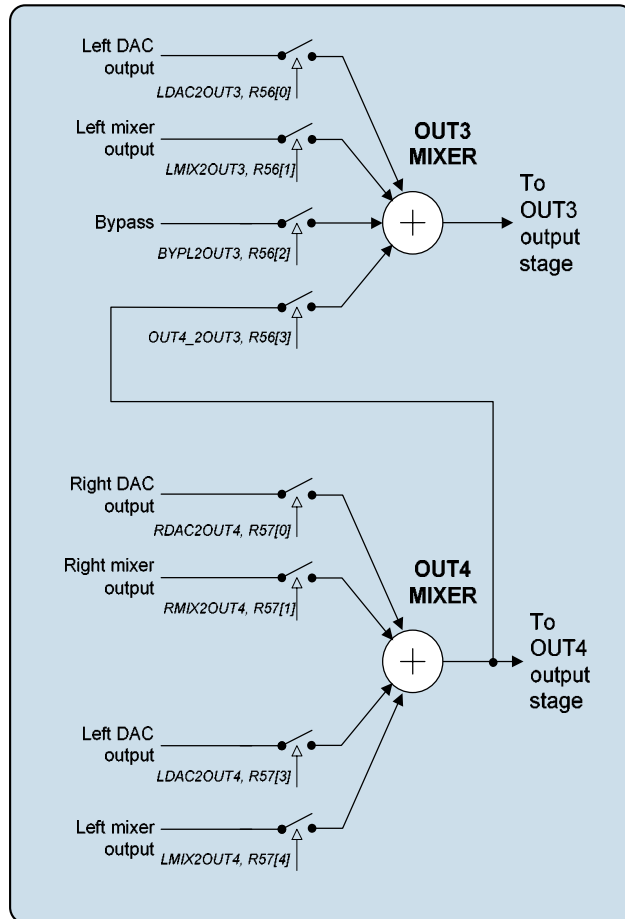 Left DAC
output
LDAC2OUT3, R56[0]
Left mixer
output
LMIX2OUT3, R56[1]
OUT3
MIXER
Bypass
BYPL2OUT3, R56[2]
To
OUT3
output
stage
OUT4_2OUT3, R56[3]
Right DAC
output
RDAC2OUT4, R57[0]
Right mixer
output
RMIX2OUT4, R57[1]
OUT4
MIXER
To
OUT4
output
stage
Left DAC
output
LDAC2OUT4, R57[3]
Left mixer
output
LMIX2OUT4, R57[4]